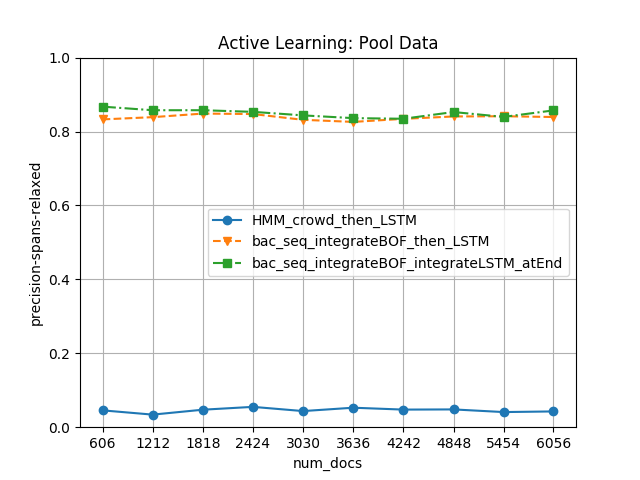 Active Learning: Pool Data
1.0
0.8
0.6
0.4
0.2
0.0
precision-spans-relaxed
HMM_crowd_then_LSTM
bac_seq_integrateBOF_then_LSTM
bac_seq_integrateBOF_integrateLSTM_atEnd
606 1212 1818 2424 3030 3636 4242 4848 5454 6056
num_docs